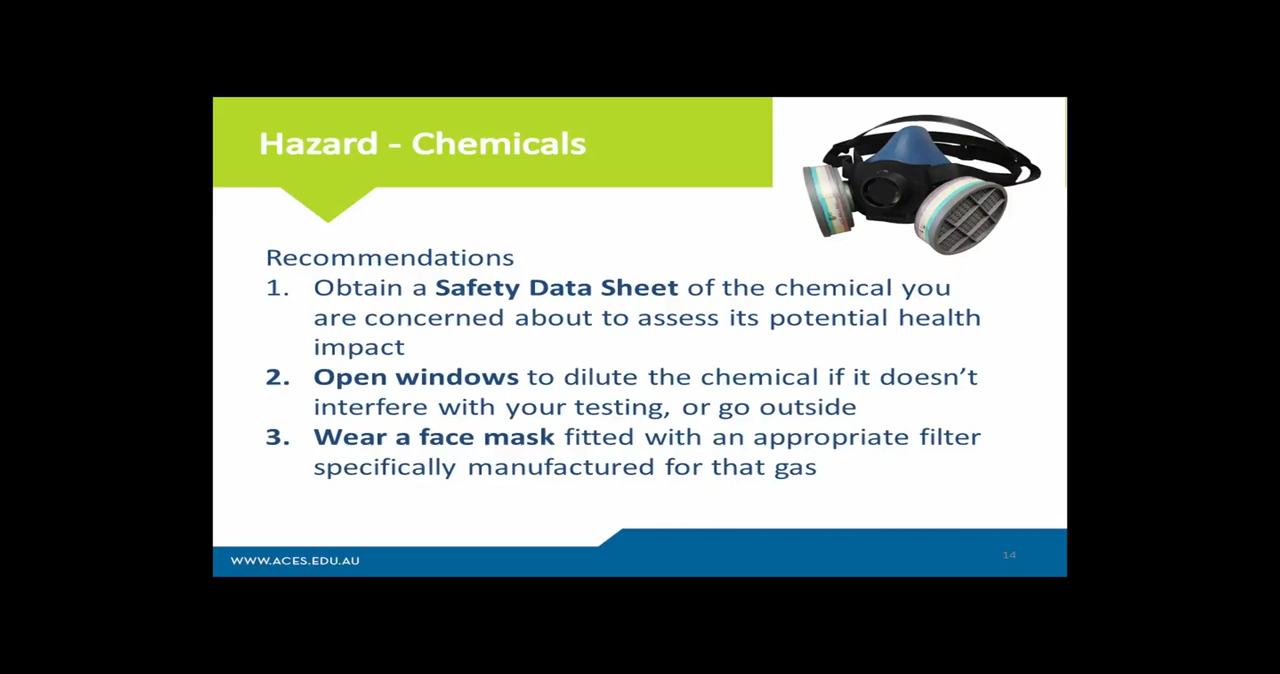 Hazard - Chemicals
Recommendations
1. Obtain a Safety Data Sheet of the chemical you
are concerned about to assess its potential health
impact
2. Open windows to dilute the chemical if it doesn't
interfere with your testing, or go outside
3. Wear a face mask fitted with an appropriate filter
specifically manufactured for that gas
WWW.ACES.EDU.AU
14